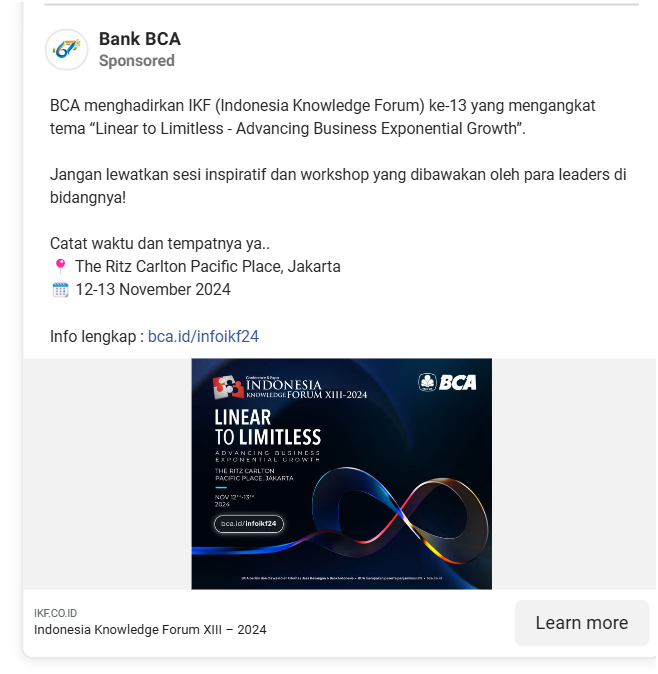 67
Bank BCA
Sponsored
BCA menghadirkan IKF (Indonesia Knowledge Forum) ke-13 yang mengangkat
tema “Linear to Limitless - Advancing Business Exponential Growth”.
Jangan lewatkan sesi inspiratif dan workshop yang dibawakan oleh para leaders di
bidangnya!
Catat waktu dan tempatnya ya..
The Ritz Carlton Pacific Place, Jakarta
12-13 November 2024
Info lengkap : bca.id/infoikf24
Conference & Expo
INDONESIA
KNOWLEDGE FORUM XIII-2024
BCA
LINEAR
TO LIMITLESS
ADVANCING BUSINESS
EXPONENTIAL GROWTH
THE RITZ CARLTON
PACIFIC PLACE, JAKARTA
NOV 12TH-13TH
2024
bca.id/infoikf24
IKF.CO.ID
Indonesia Knowledge Forum XIII – 2024
Learn more